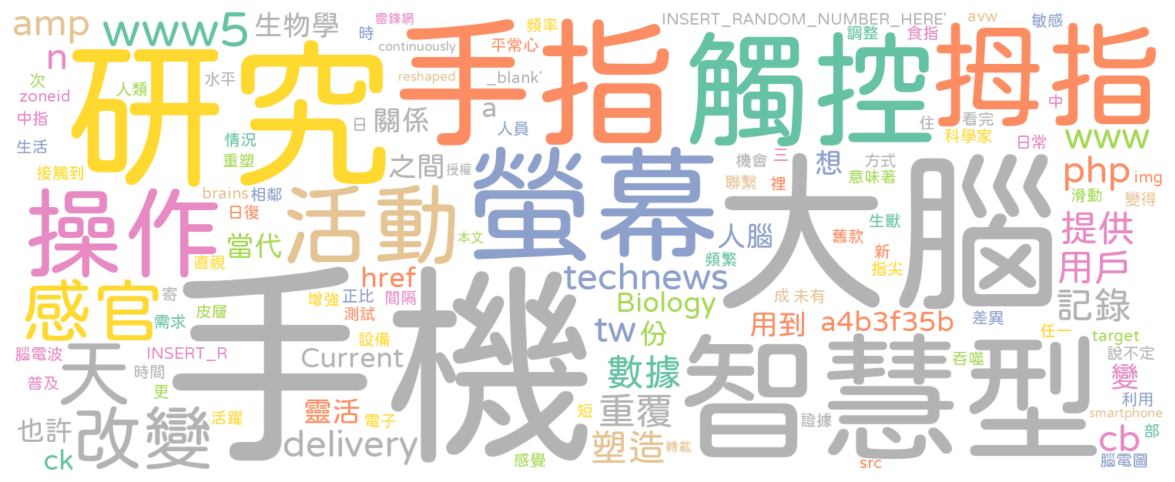 amp
www5
生物學
雷鋒網
時
頻率
INSERT_RANDOM_NUMBER_HERE'
avw
敏感
continuously
平常心
調整
食指
n
研究
手指
觸控
拇指
次
zoneid
人類
水平
reshaped
_blank'
a
中指
日
關係
人員
住
看完
中
科學家
日常
www
生活
情況
重塑
接觸到
之間
授權
螢幕
機會
三
想
方式
意味著
大腦
php
img
操作
brains
相鄰
日復
活動
聯繫
裡
滑動
變得
當代
本文
人腦
生獸
舊款
新
提供
直視
頻繁
指尖
用戶
感官
寄
皮層
href
technews
增強
正比
間隔
Biology
成
未有
記錄
需求
測試
tw
份
用到
a4b3f35b
差異
任一
target
腦電波
INSERT_R
設備
Current
手機
智慧型
說不定
天
時間
數據
吞噬
變
普及
更
利用
也許
改變
活躍
靈活
電子
短
重覆
證據
smartphone
delivery
塑造
轉載
cb
部
ck
感覺
src
腦電圖